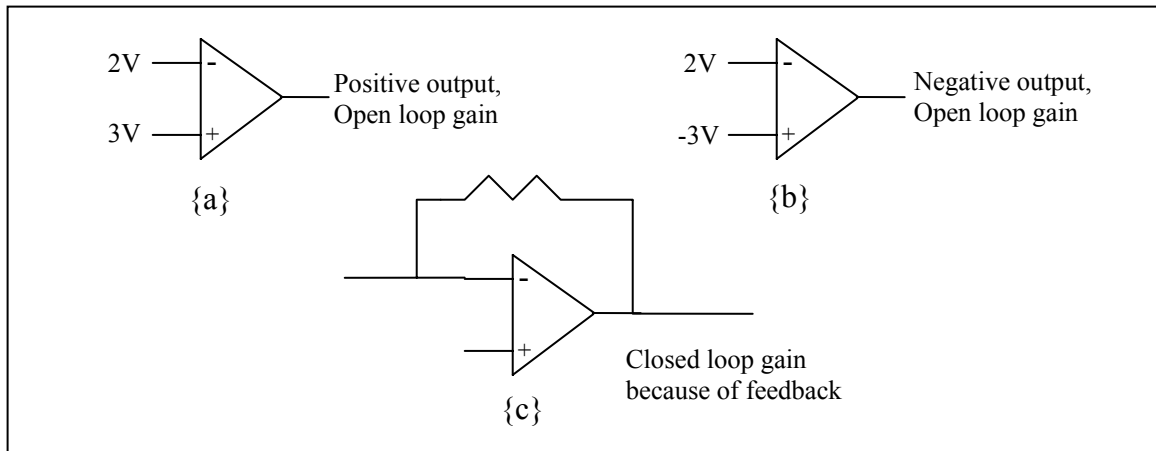 2V
-
3V
+
Positive output,
Open loop gain
{a}
2V
-
-3V
+
Negative output,
Open loop gain
{b}
-
+
Closed loop gain
because of feedback
{c}